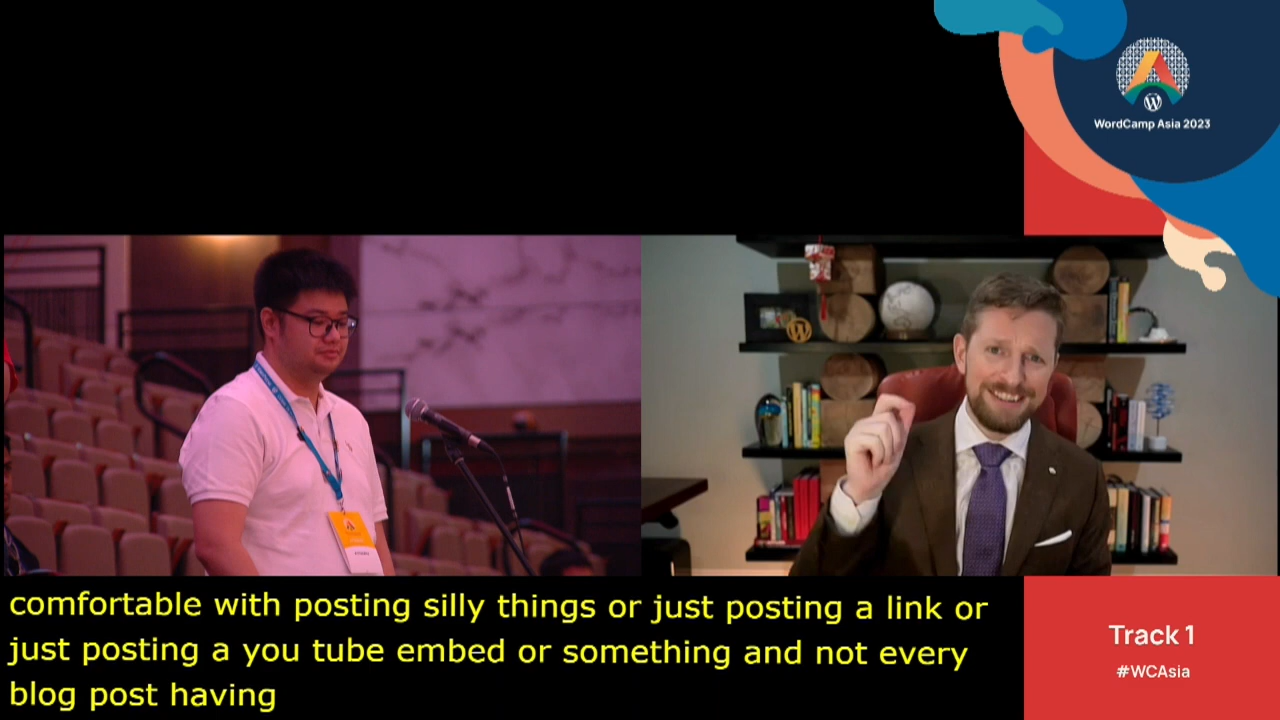 WordCamp Asia 2023
comfortable with posting silly things or just posting a link or
just posting a you tube embed or something and not every
blog post having
Track 1
#WCAsia